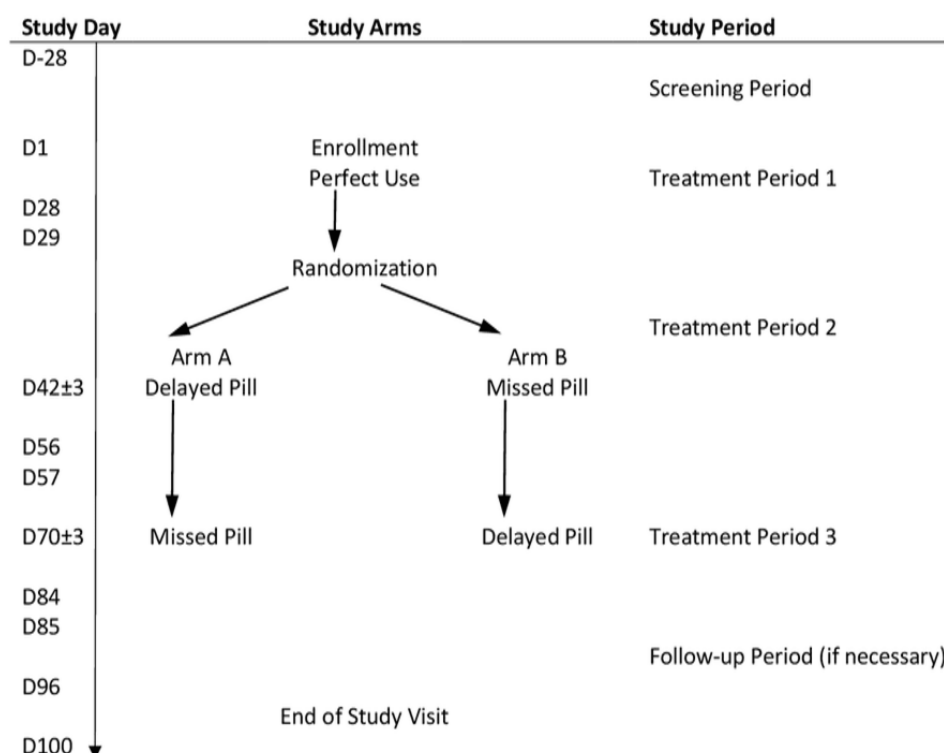 Study Day Study Arms Study Period
D-28
Screening Period
D1 Enrollment
Perfect Use Treatment Period 1
D28
D29
Randomization
Treatment Period 2
Arm A Arm B
D42±3 Delayed Pill Missed Pill
D56
D57
D70±3 Missed Pill Delayed Pill Treatment Period 3
D84
D85
Follow-up Period (if necessary)
D96
End of Study Visit
D100